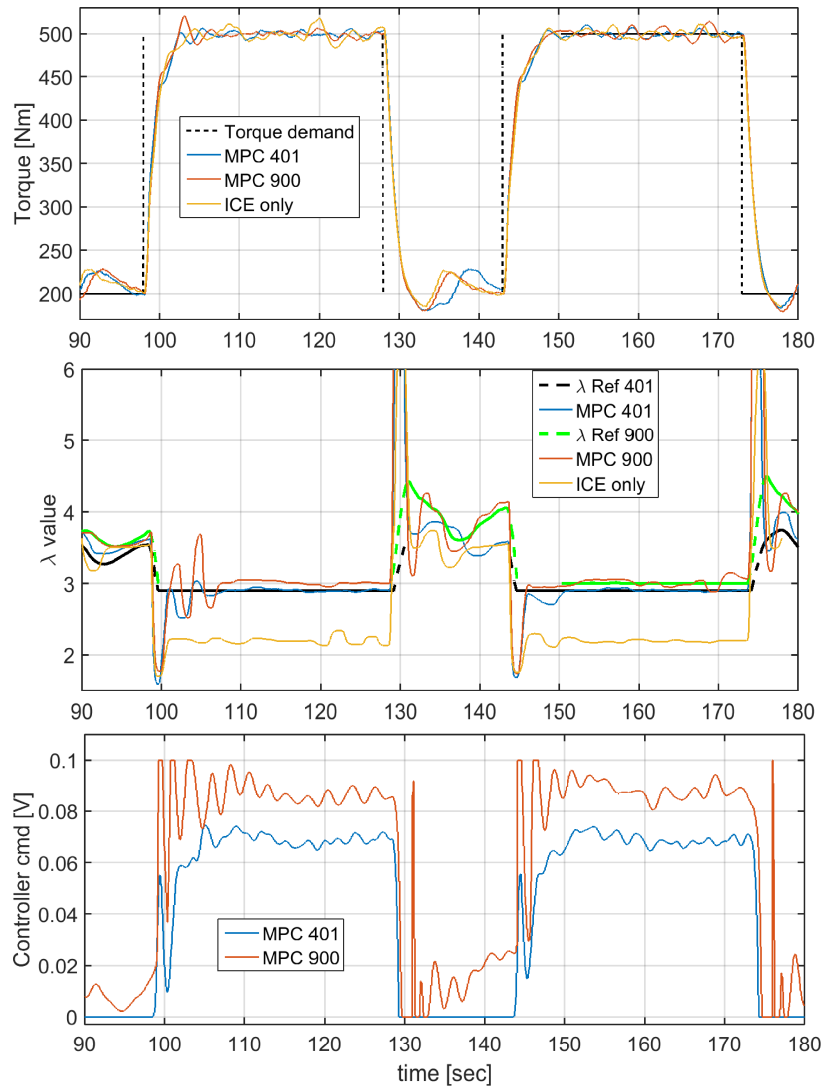 500
450
400
350
300
250
200
Torque [Nm]
Torque demand
MPC 401
MPC 900
ICE only
90 100 110 120 130 140 150 160 170 180
6
5
4
3
2
λ value
λ Ref 401
MPC 401
λ Ref 900
MPC 900
ICE only
90 100 110 120 130 140 150 160 170 180
0.1
0.08
0.06
0.04
0.02
0
Controller cmd [V]
MPC 401
MPC 900
90 100 110 120 130 140 150 160 170 180
time [sec]